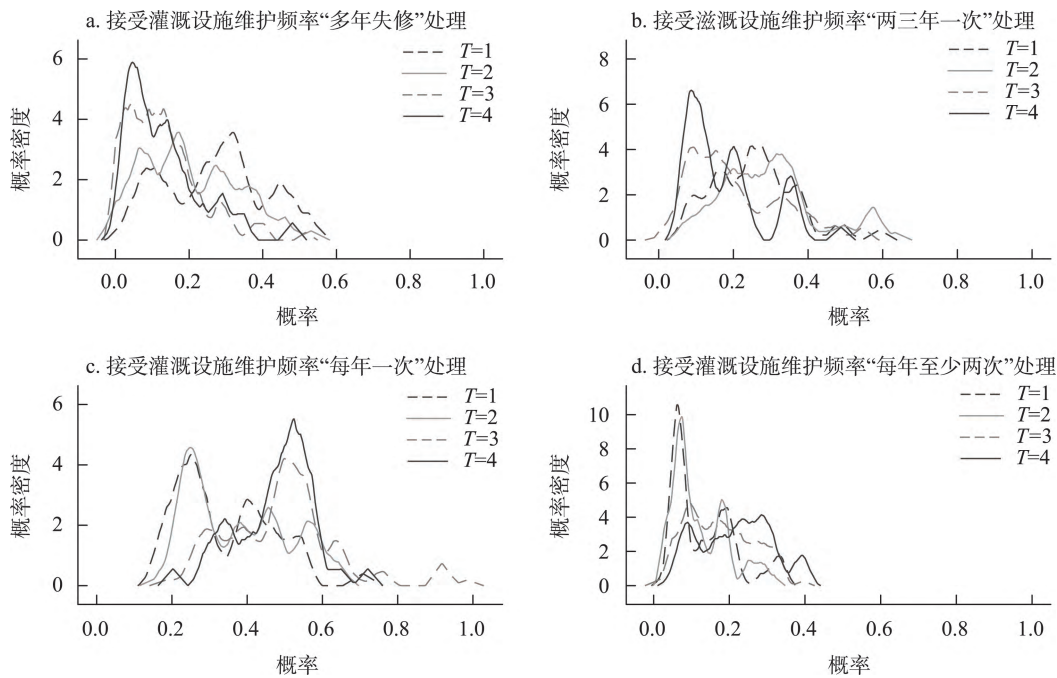 a. 接受灌溉设施维护频率“多年失修”处理
T=1
T=2
T=3
T=4
6
4
2
0
概率密度
0.0 0.2 0.4 0.6 0.8 1.0
概率
b. 接受滋溉设施维护频率“两三年一次”处理
T=1
T=2
T=3
T=4
8
6
4
2
0
概率密度
0.0 0.2 0.4 0.6 0.8 1.0
概率
c. 接受灌溉设施维护颇率“每年一次”处理
T=1
T=2
T=3
T=4
6
4
2
0
概率密度
0.0 0.2 0.4 0.6 0.8 1.0
概率
d. 接受灌溉设施维护频率“每年至少两次”处理
T=1
T=2
T=3
T=4
10
8
6
4
2
0
概率密度
0.0 0.2 0.4 0.6 0.8 1.0
概率